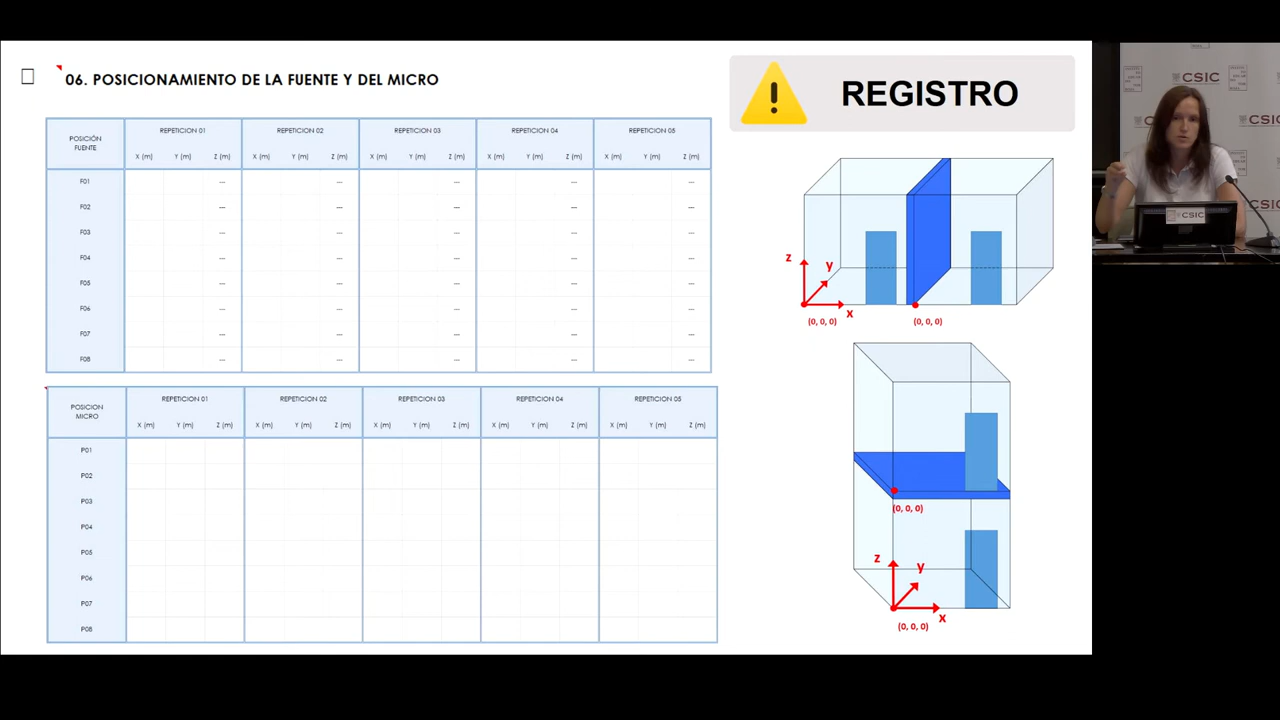 06. POSICIONAMIENTO DE LA FUENTE Y DEL MICRO
REGISTRO
POSICIÓN FUENTE REPETICION 01 REPETICION 02 REPETICION 03 REPETICION 04 REPETICION 05
X (m) Y (m) Z (m) X (m) Y (m) Z (m) X (m) Y (m) Z (m) X (m) Y (m) Z (m) X (m) Y (m) Z (m)
F01 --- --- --- --- ---
F02 --- --- --- --- ---
F03 --- --- --- --- ---
F04 --- --- --- --- ---
F05 --- --- --- --- ---
F06 --- --- --- --- ---
F07 --- --- --- --- ---
F08 --- --- --- --- ---
POSICION MICRO REPETICION 01 REPETICION 02 REPETICION 03 REPETICION 04 REPETICION 05
X (m) Y (m) Z (m) X (m) Y (m) Z (m) X (m) Y (m) Z (m) X (m) Y (m) Z (m) X (m) Y (m) Z (m)
P01
P02
P03
P04
P05
P06
P07
P08
z
y
x
(0, 0, 0)
(0, 0, 0)
(0, 0, 0)
z
y
x
(0, 0, 0)
CSIC
CSIC
CSIC